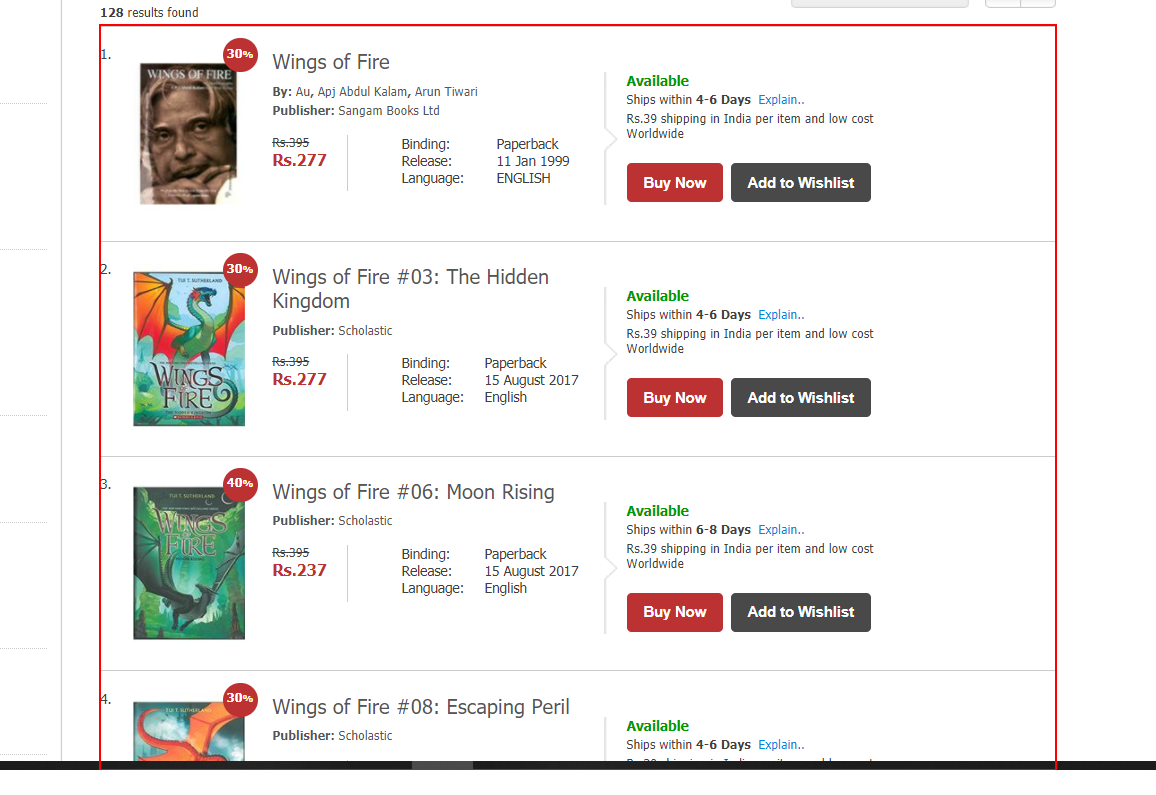 128 results found
1.
30%
WINGS OF FIRE
Wings of Fire
By: Au, Apj Abdul Kalam, Arun Tiwari
Publisher: Sangam Books Ltd
Rs.395
Rs.277
Binding: Paperback
Release: 11 Jan 1999
Language: ENGLISH
Available
Ships within 4-6 Days Explain..
Rs.39 shipping in India per item and low cost
Worldwide
Buy Now Add to Wishlist
2.
30%
TUI T. SUTHERLAND
WINGS
OF
FIRE
THE HIDDEN KINGDOM
SCHOLASTIC
Wings of Fire #03: The Hidden
Kingdom
Publisher: Scholastic
Rs.395
Rs.277
Binding: Paperback
Release: 15 August 2017
Language: English
Available
Ships within 4-6 Days Explain..
Rs.39 shipping in India per item and low cost
Worldwide
Buy Now Add to Wishlist
3.
40%
TUI T. SUTHERLAND
WINGS
OF
FIRE
Wings of Fire #06: Moon Rising
Publisher: Scholastic
Rs.395
Rs.237
Binding: Paperback
Release: 15 August 2017
Language: English
Available
Ships within 6-8 Days Explain..
Rs.39 shipping in India per item and low cost
Worldwide
Buy Now Add to Wishlist
4.
30%
TUI T. SUTHERLAND
Wings of Fire #08: Escaping Peril
Publisher: Scholastic
Available
Ships within 4-6 Days Explain..